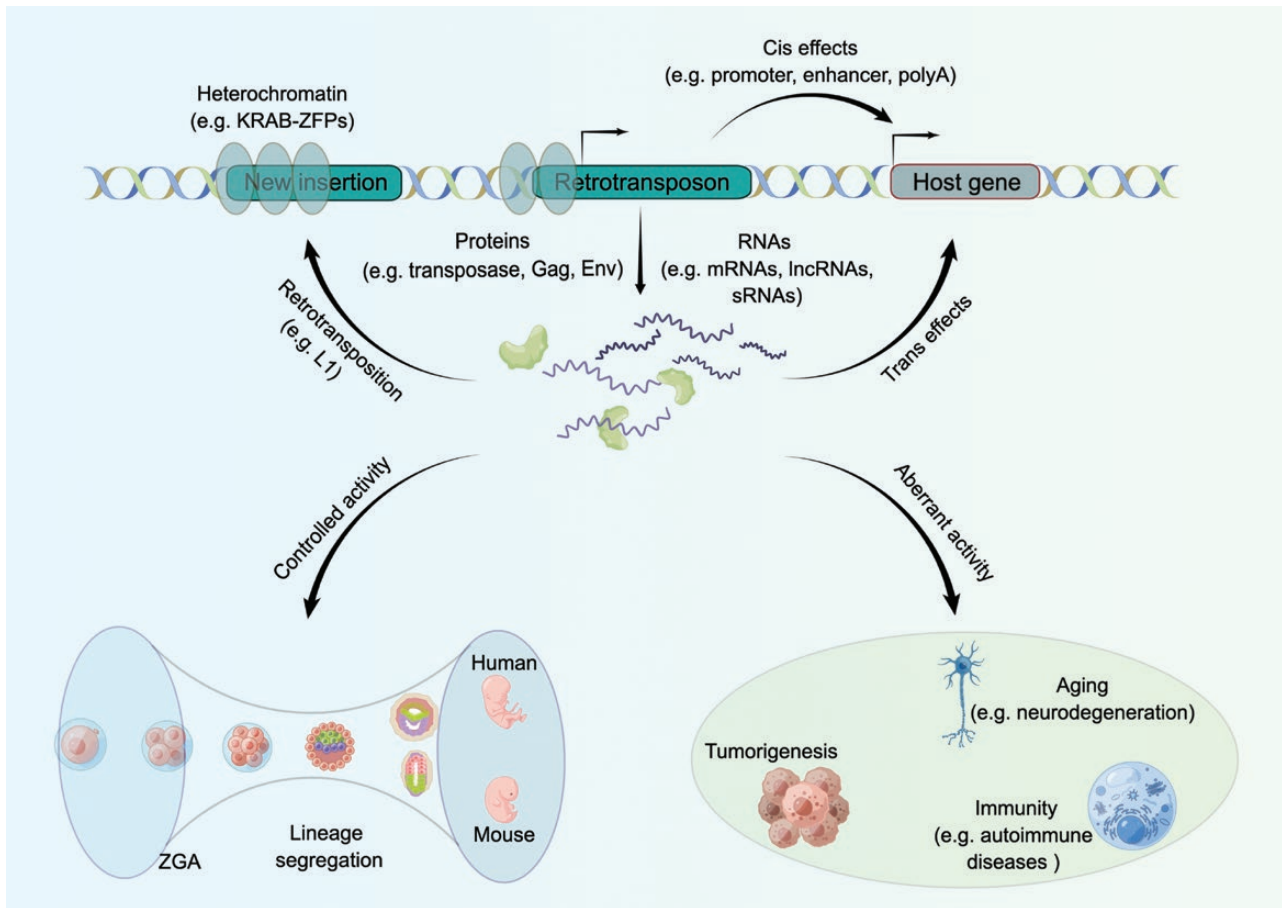 Cis effects
(e.g. promoter, enhancer, polyA)
Heterochromatin
(e.g. KRAB-ZFPs)
New insertion
Retrotransposon
Host gene
Proteins
(e.g. transposase, Gag, Env)
RNAs
(e.g. mRNAs, lncRNAs,
sRNAs)
Retrotransposition
(e.g. L1)
Trans effects
Controlled activity
Aberrant activity
Human
Mouse
ZGA
Lineage
segregation
Aging
(e.g. neurodegeneration)
Tumorigenesis
Immunity
(e.g. autoimmune
diseases )